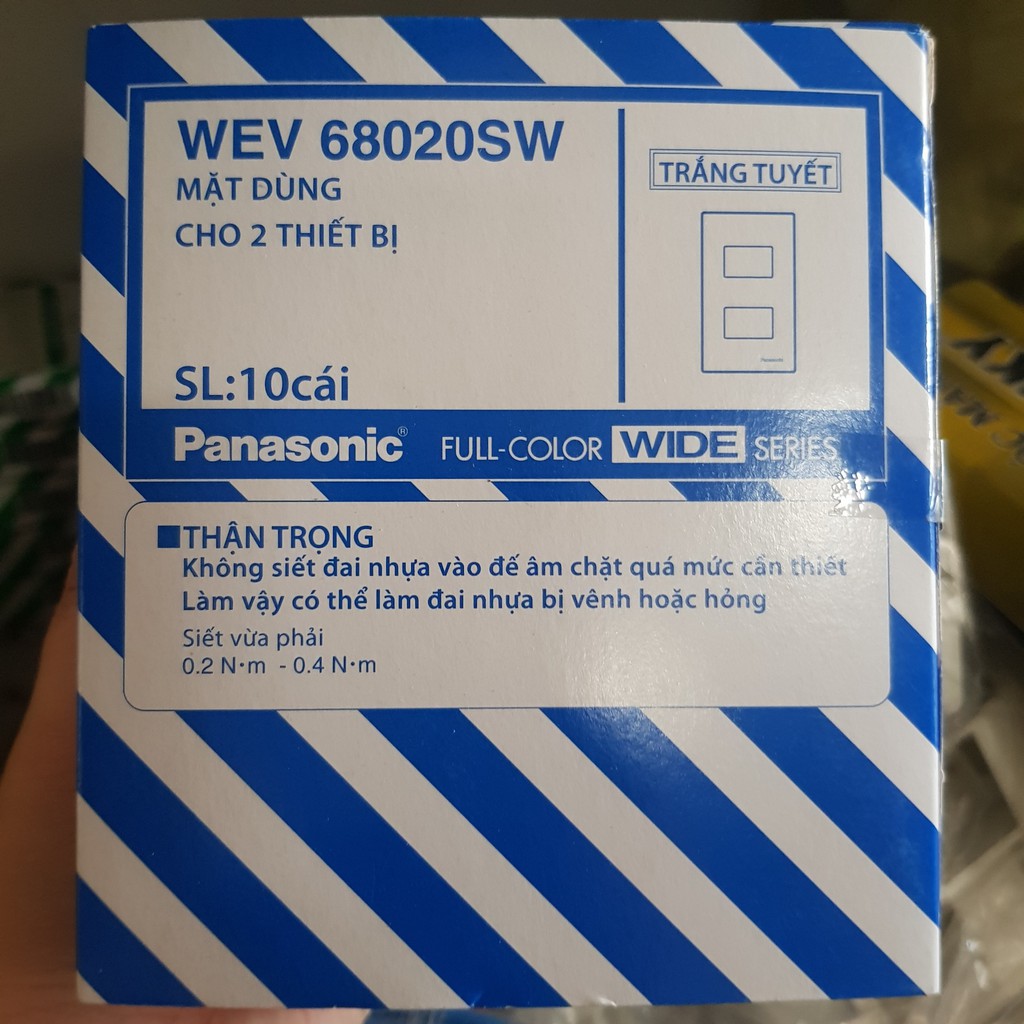 WEV 68020SW
MẶT DÙNG
CHO 2 THIẾT BỊ
SL:10cái
TRẮNG TUYẾT
Panasonic
Panasonic® FULL-COLOR WIDE SERIES
■THẬN TRỌNG
Không siết đai nhựa vào đế âm chặt quá mức cần thiết
Làm vậy có thể làm đai nhựa bị vênh hoặc hỏng
Siết vừa phải
0.2 N·m - 0.4 N·m